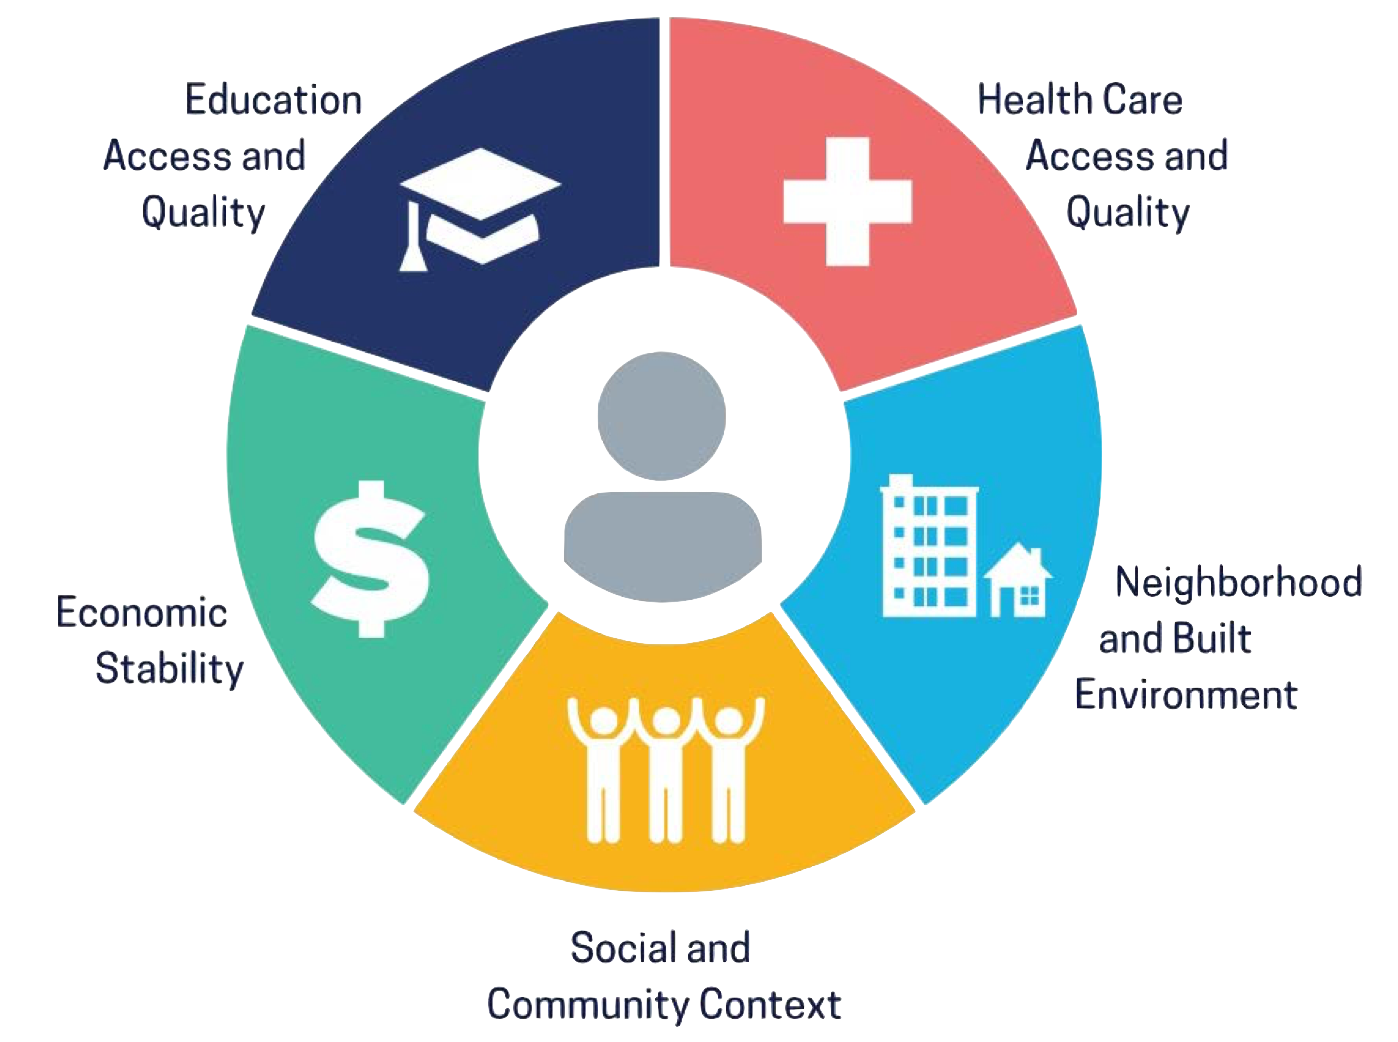 Education
Access and
Quality
Health Care
Access and
Quality
Economic
Stability
Neighborhood
and Built
Environment
Social and
Community Context